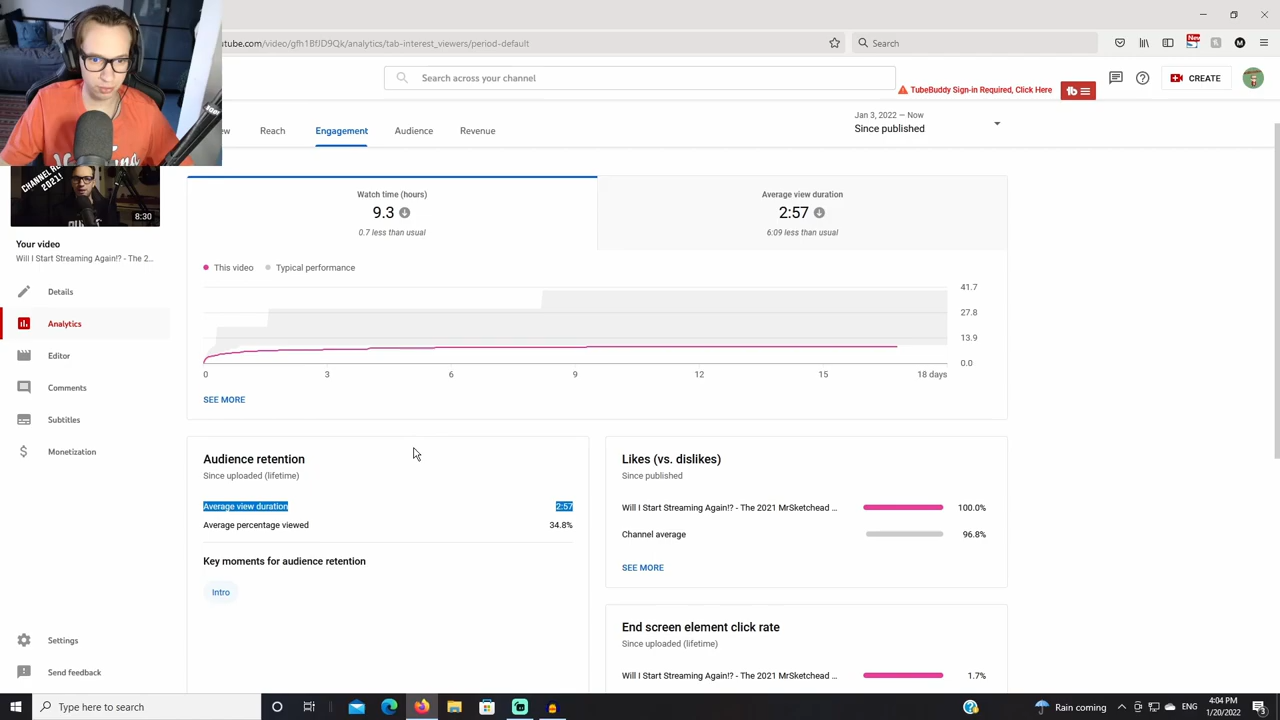 tube.com/video/gfh1BfJD9Qk/analytics/tab-interest_viewers/period-default
Search
New
M
Search across your channel
TubeBuddy Sign-in Required, Click Here
tb
CREATE
Reach
Engagement
Audience
Revenue
Jan 3, 2022 — Now
Since published
CHANNEL
2021!
8:30
Your video
Will I Start Streaming Again!? - The 2...
Details
Analytics
Editor
Comments
Subtitles
Monetization
Settings
Send feedback
Watch time (hours)
9.3
0.7 less than usual
Average view duration
2:57
6:09 less than usual
This video
Typical performance
41.7
27.8
13.9
0.0
0 3 6 9 12 15 18 days
SEE MORE
Audience retention
Since uploaded (lifetime)
Average view duration 2:57
Average percentage viewed 34.8%
Key moments for audience retention
Intro
Likes (vs. dislikes)
Since published
Will I Start Streaming Again!? - The 2021 MrSketchead ... 100.0%
Channel average 96.8%
SEE MORE
End screen element click rate
Since uploaded (lifetime)
Will I Start Streaming Again!? - The 2021 MrSketchead ... 1.7%
Type here to search
Rain coming
4:04 PM
1/20/2022